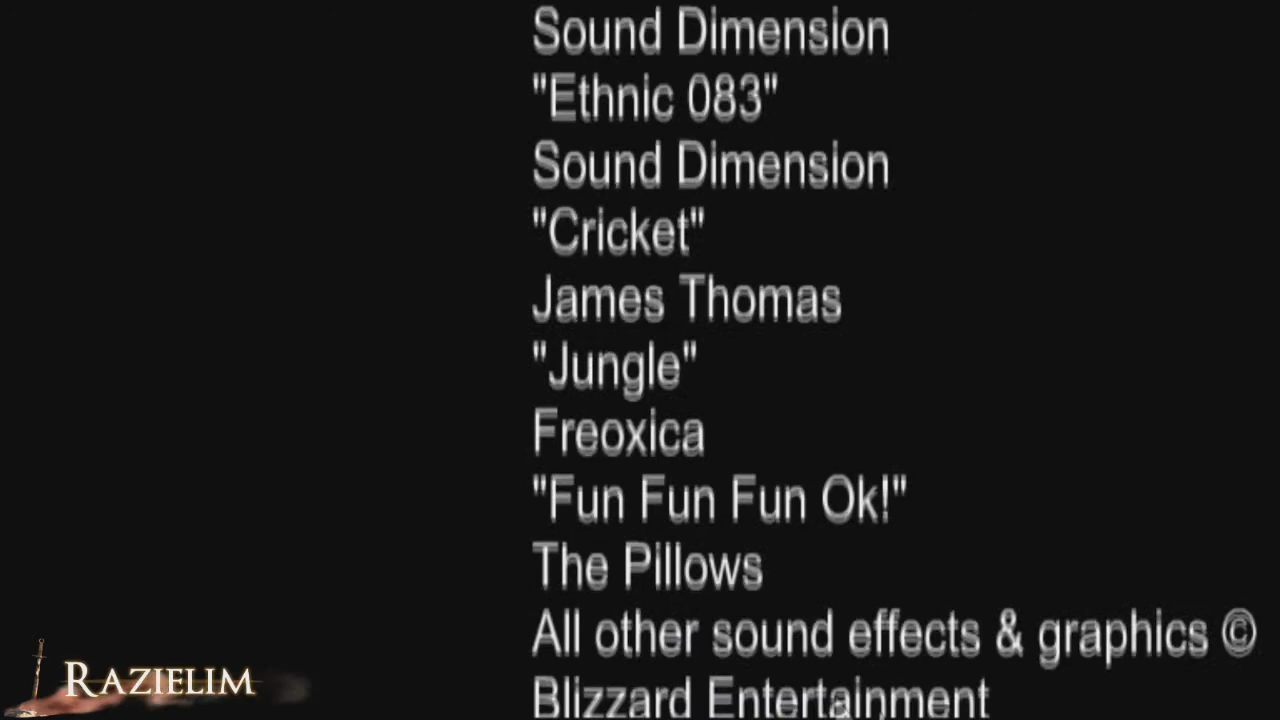 Sound Dimension
"Ethnic 083"
Sound Dimension
"Cricket"
James Thomas
"Jungle"
Freoxica
"Fun Fun Fun Ok!"
The Pillows
All other sound effects & graphics ©
Blizzard Entertainment
RAZIELIM